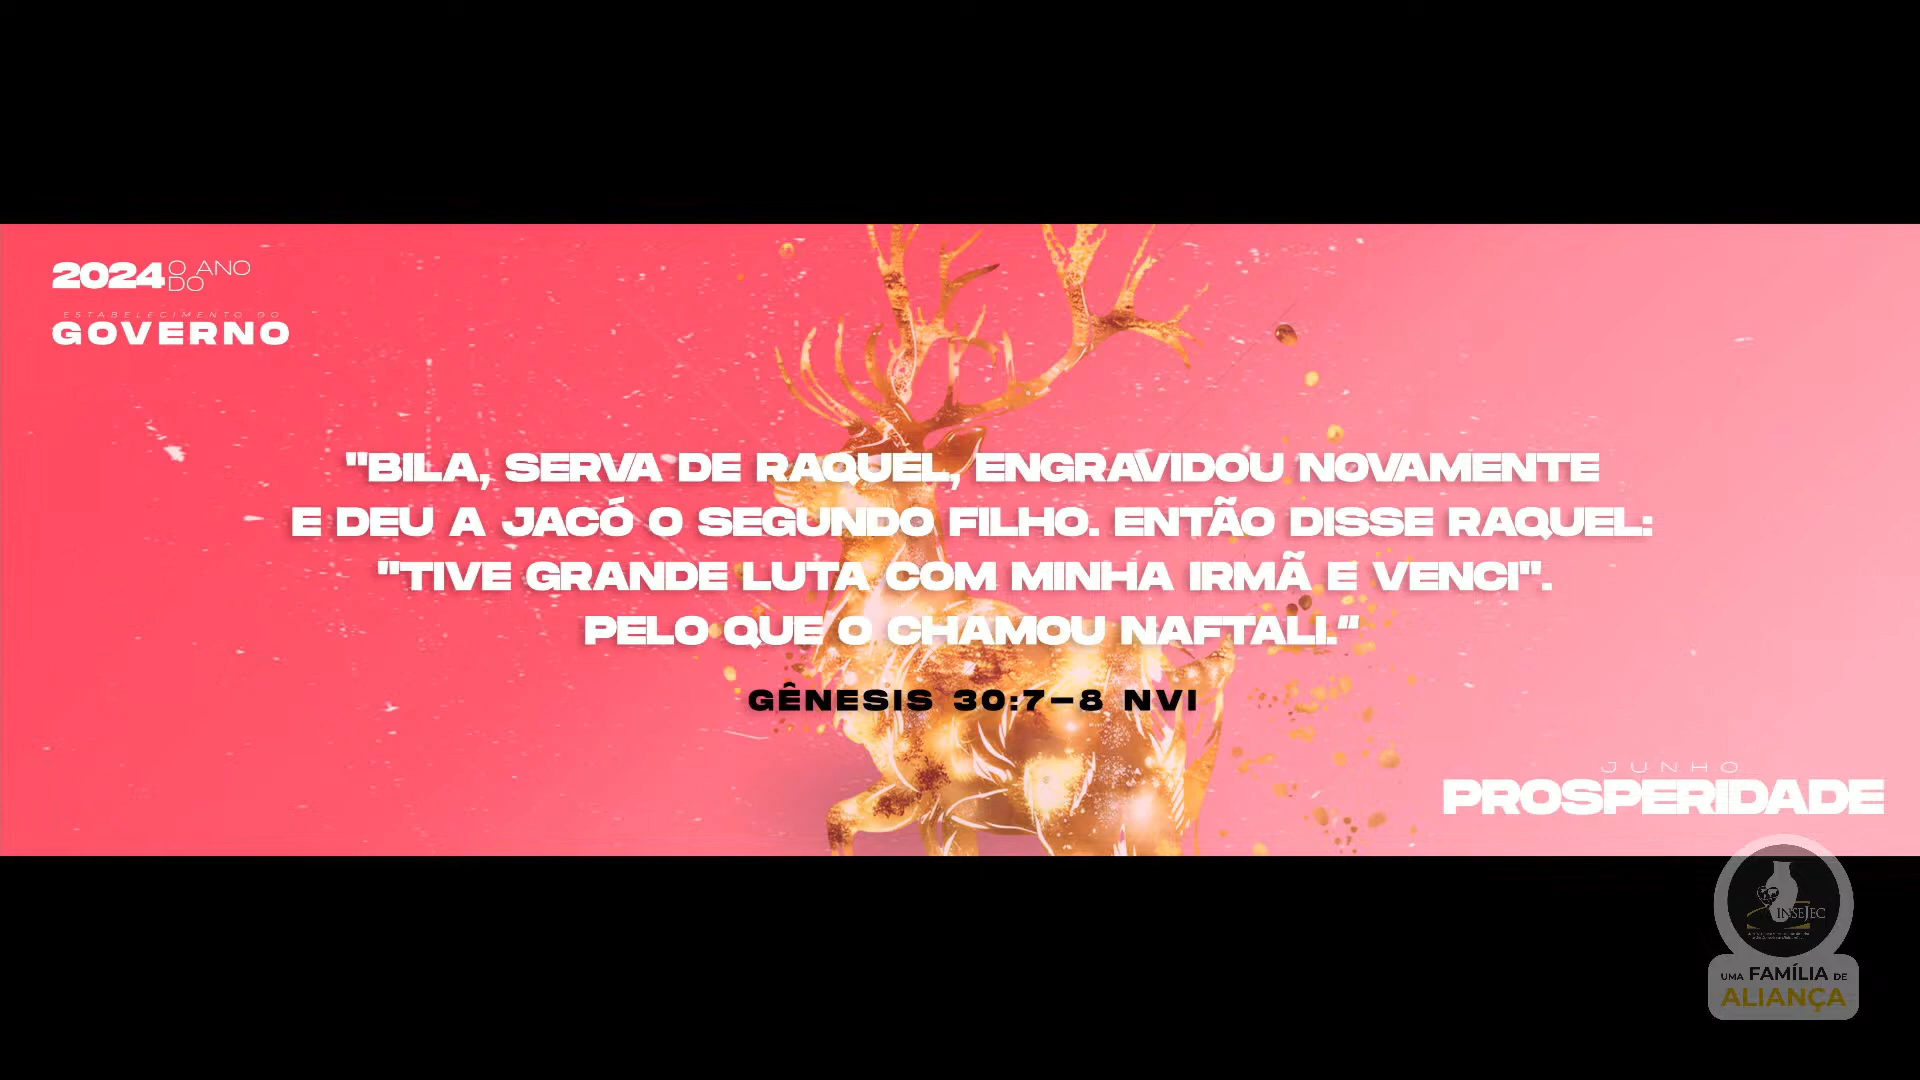 2024 O ANO
DO
ESTABELECIMENTO DO
GOVERNO
"BILA, SERVA DE RAQUEL, ENGRAVIDOU NOVAMENTE
E DEU A JACÓ O SEGUNDO FILHO. ENTÃO DISSE RAQUEL:
"TIVE GRANDE LUTA COM MINHA IRMÃ E VENCI".
PELO QUE O CHAMOU NAFTALI."
GÊNESIS 30:7–8 NVI
JUNHO
PROSPERIDADE
INSEJEC
UMA FAMÍLIA DE
ALIANÇA